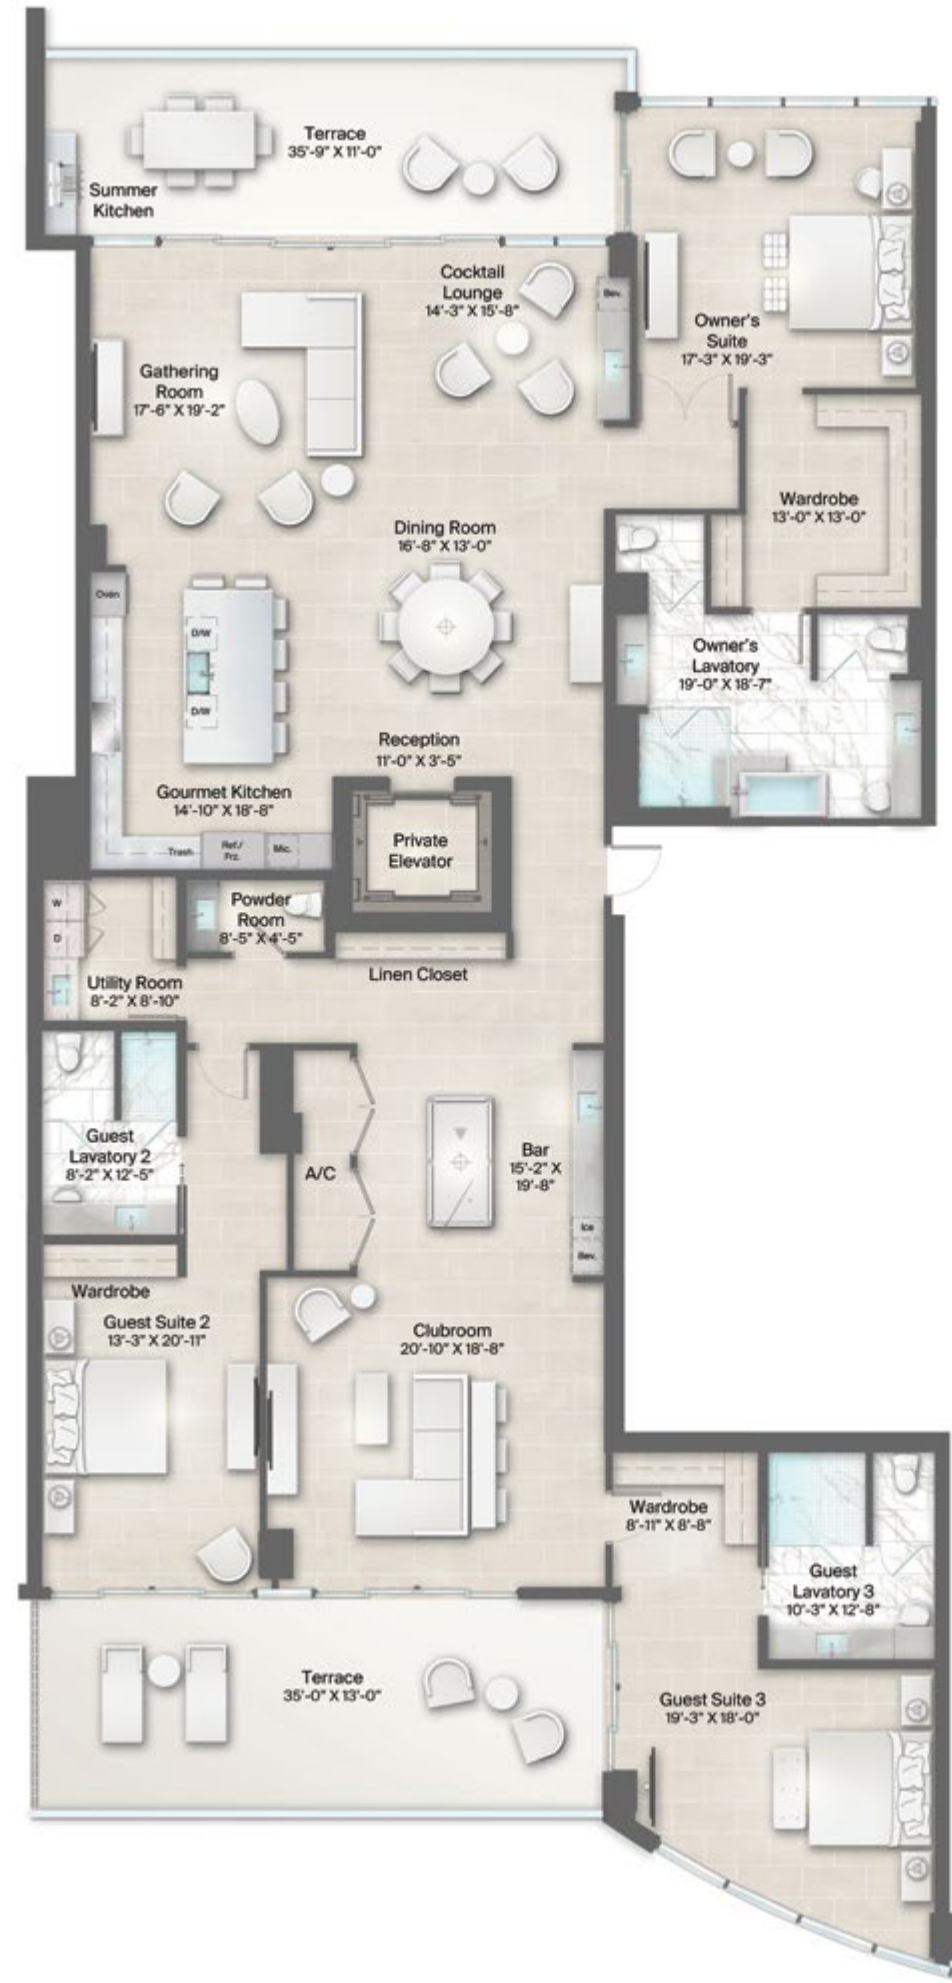 Terrace
35'-9" X 11'-0"
Summer
Kitchen
Cocktail
Lounge
14'-3" X 15'-8"
Bev.
Owner's
Suite
17'-3" X 19'-3"
Gathering
Room
17'-6" X 19'-2"
Wardrobe
13'-0" X 13'-0"
Dining Room
16'-8" X 13'-0"
Oven
D/W
D/W
Owner's
Lavatory
19'-0" X 18'-7"
Reception
11'-0" X 3'-5"
Gourmet Kitchen
14'-10" X 18'-8"
Trash
Ref./
Frz.
Mic.
Private
Elevator
W
D
Powder
Room
8'-5" X 4'-5"
Utility Room
8'-2" X 8'-10"
Linen Closet
Guest
Lavatory 2
8'-2" X 12'-5"
A/C
Bar
15'-2" X
19'-8"
Ice
Bev.
Wardrobe
Guest Suite 2
13'-3" X 20'-11"
Clubroom
20'-10" X 18'-8"
Wardrobe
8'-11" X 8'-8"
Guest
Lavatory 3
10'-3" X 12'-8"
Terrace
35'-0" X 13'-0"
Guest Suite 3
19'-3" X 18'-0"